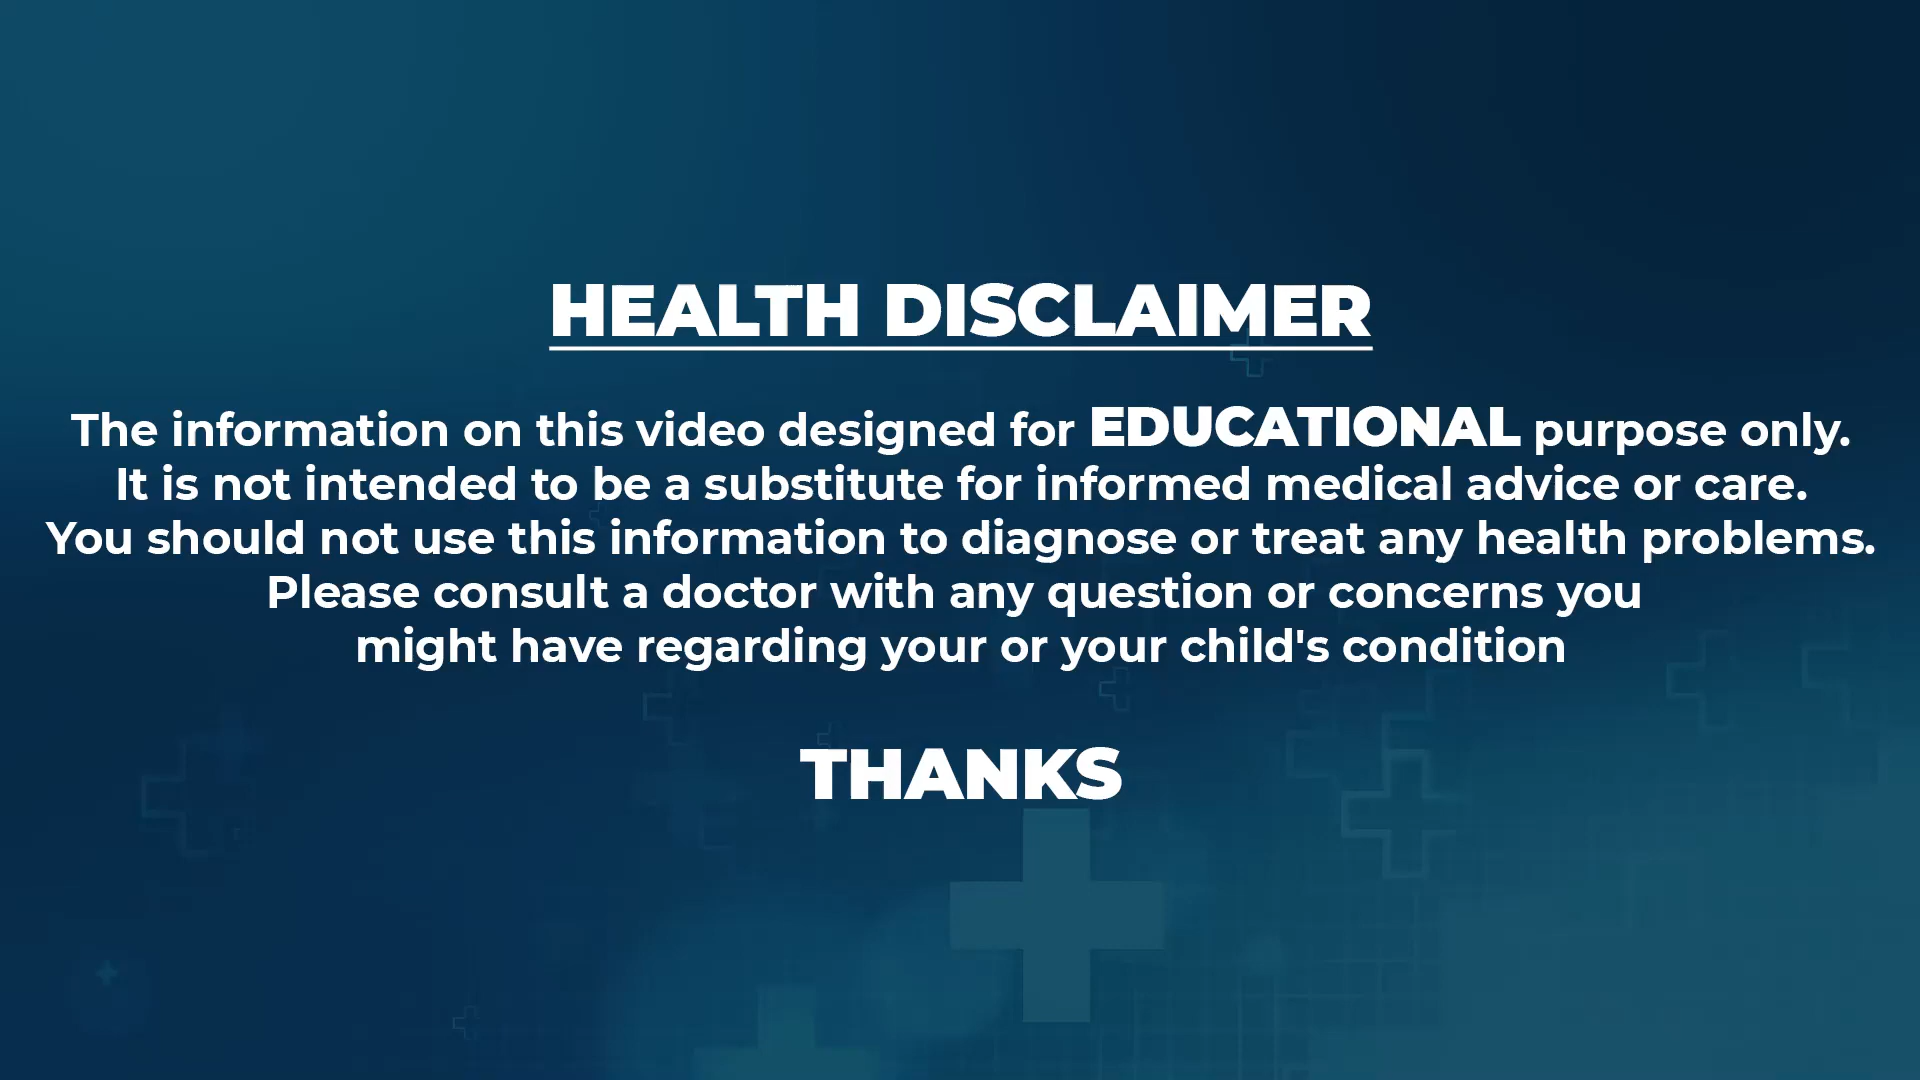 HEALTH DISCLAIMER
The information on this video designed for EDUCATIONAL purpose only.
It is not intended to be a substitute for informed medical advice or care.
You should not use this information to diagnose or treat any health problems.
Please consult a doctor with any question or concerns you
might have regarding your or your child's condition
THANKS